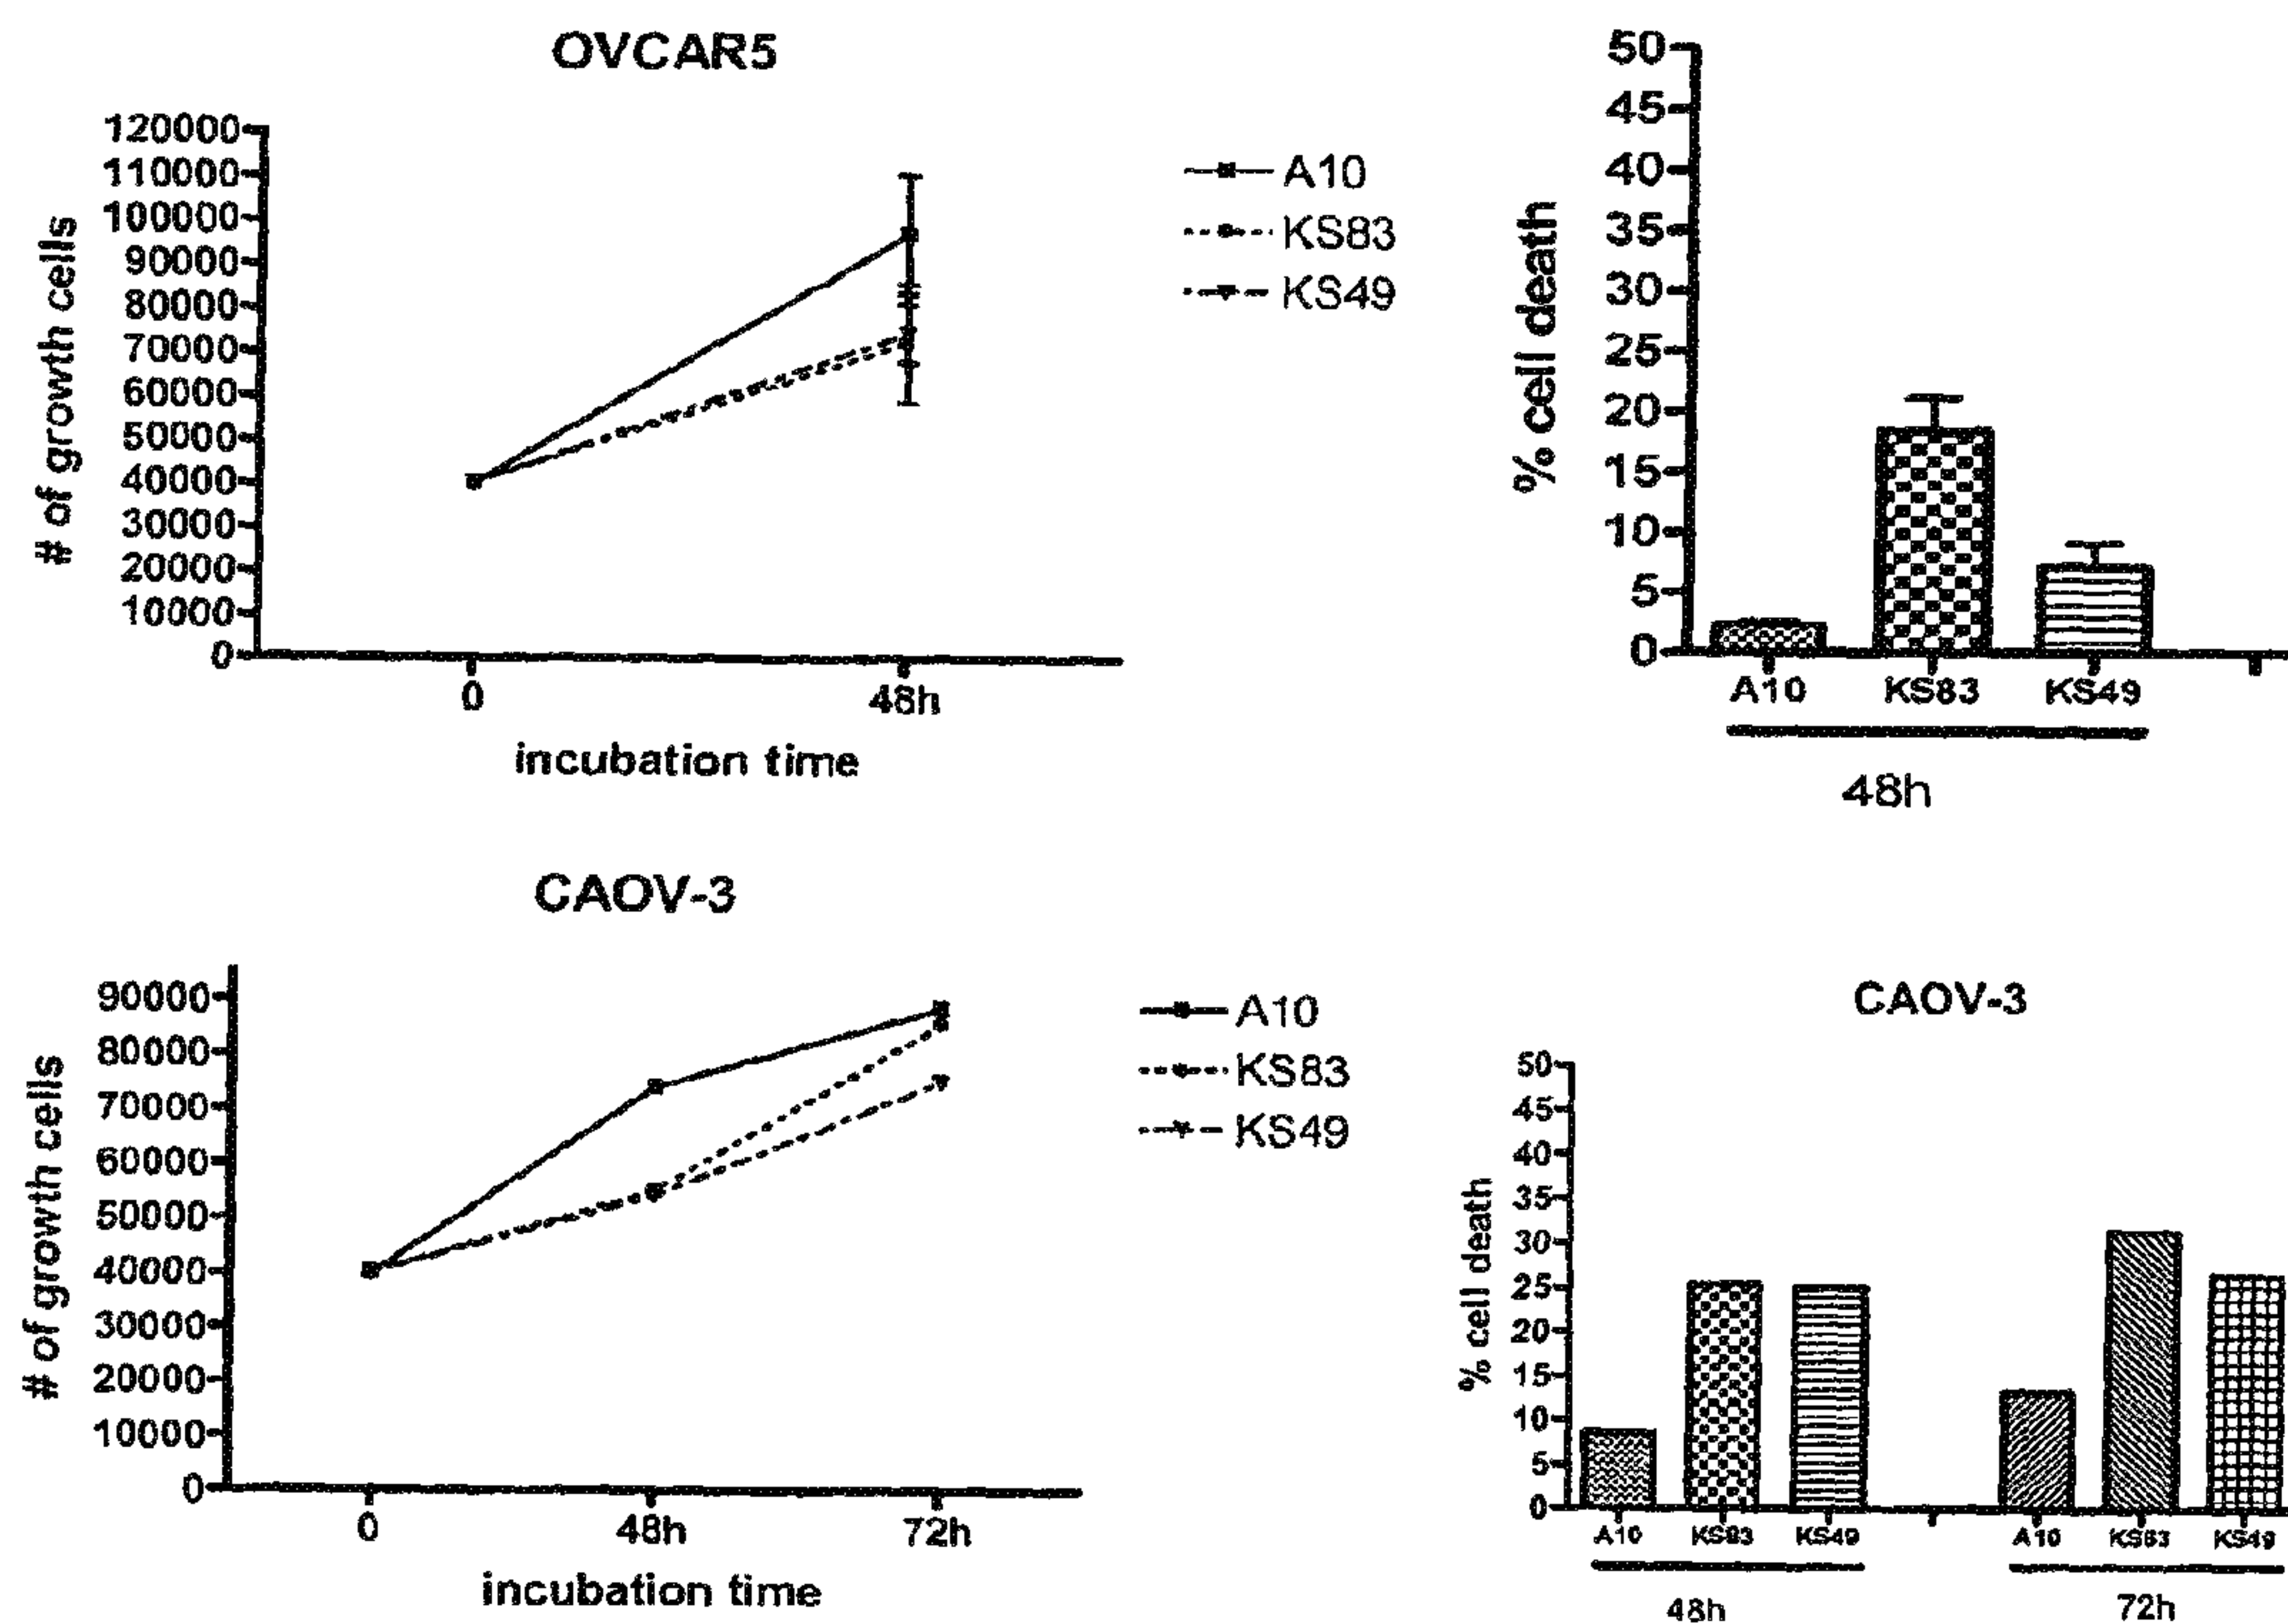 OVCAR5
120000
110000
100000
90000
80000
70000
60000
50000
40000
30000
20000
10000
0
# of growth cells
0
48h
incubation time
A10
KS83
KS49
50
45
40
35
30
25
20
15
10
5
0
% cell death
A10 KS83 KS49
48h
CAOV-3
90000
80000
70000
60000
50000
40000
30000
20000
10000
0
# of growth cells
0
48h
72h
incubation time
A10
KS83
KS49
CAOV-3
50
45
40
35
30
25
20
15
10
5
0
% cell death
A10 KS83 KS49 A10 KS83 KS49
48h 72h